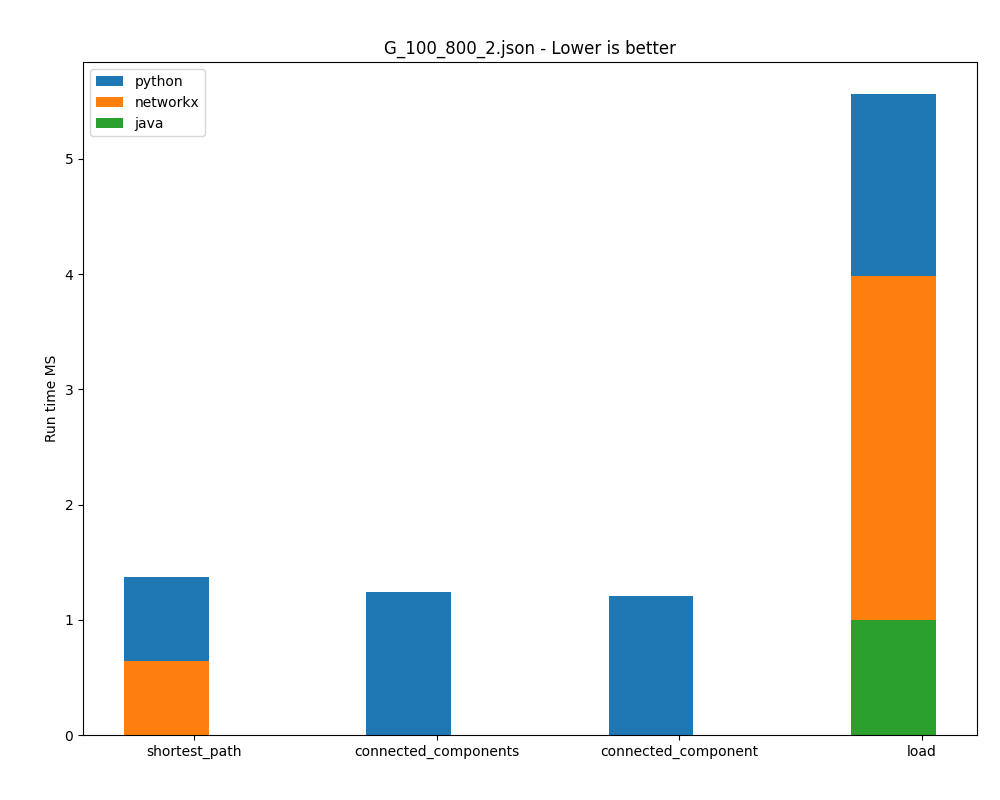 G_100_800_2.json - Lower is better
python
networkx
java
Run time MS
5
4
3
2
1
0
shortest_path
connected_components
connected_component
load